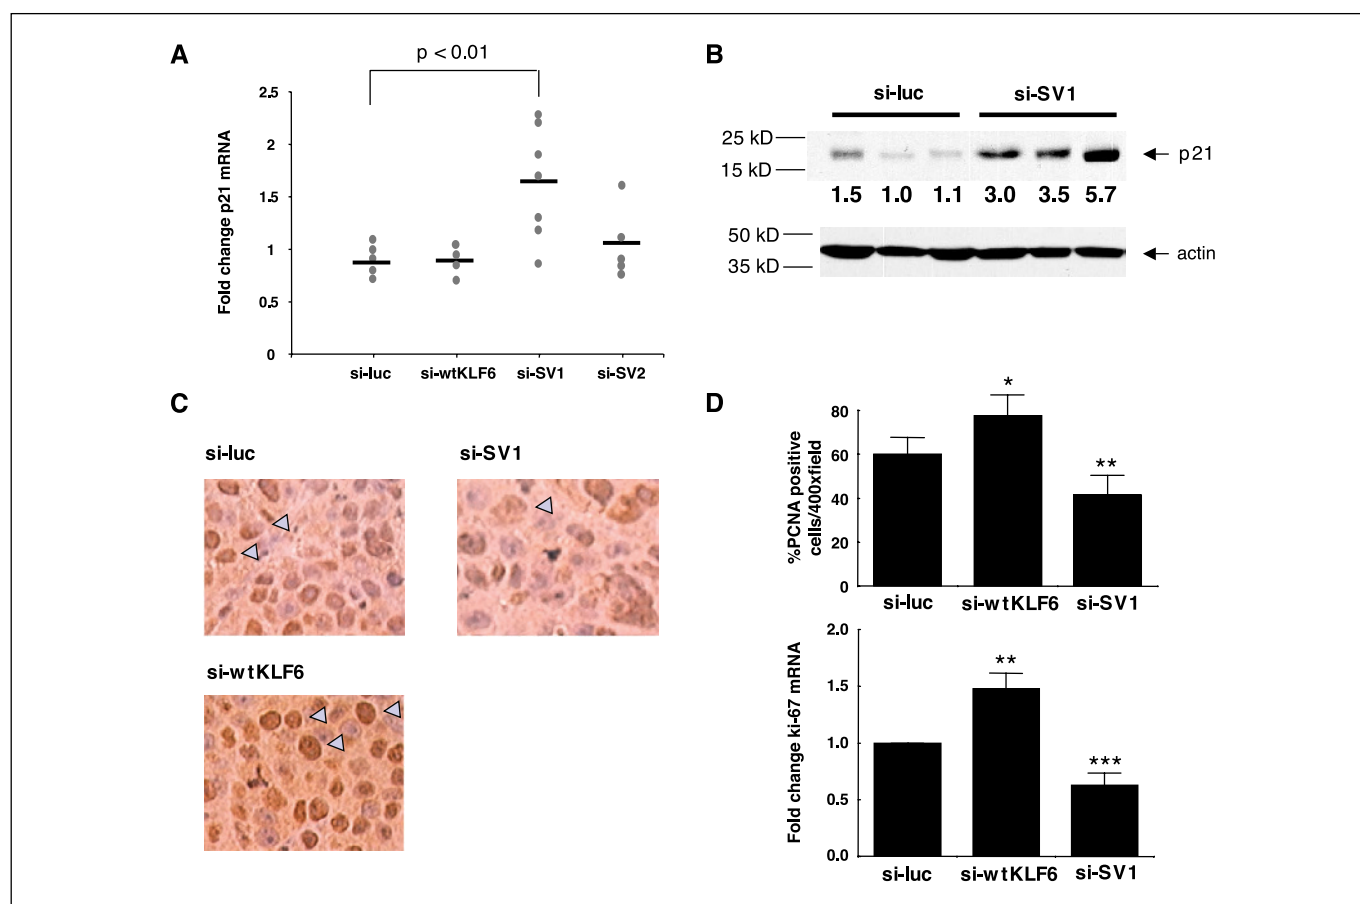 A
p < 0.01
Fold change p21 mRNA
2.5
2
1.5
1
0.5
0
si-luc si-wtKLF6 si-SV1 si-SV2
B
si-luc si-SV1
25 kD
15 kD
p21
1.5 1.0 1.1 3.0 3.5 5.7
50 kD
35 kD
actin
C
si-luc
si-SV1
si-wtKLF6
D
%PCNA positive
cells/400xfield
80
60
40
20
0
* **
si-luc si-wtKLF6 si-SV1
Fold change ki-67 mRNA
2.0
1.5
1.0
0.5
0.0
** ***
si-luc si-wtKLF6 si-SV1